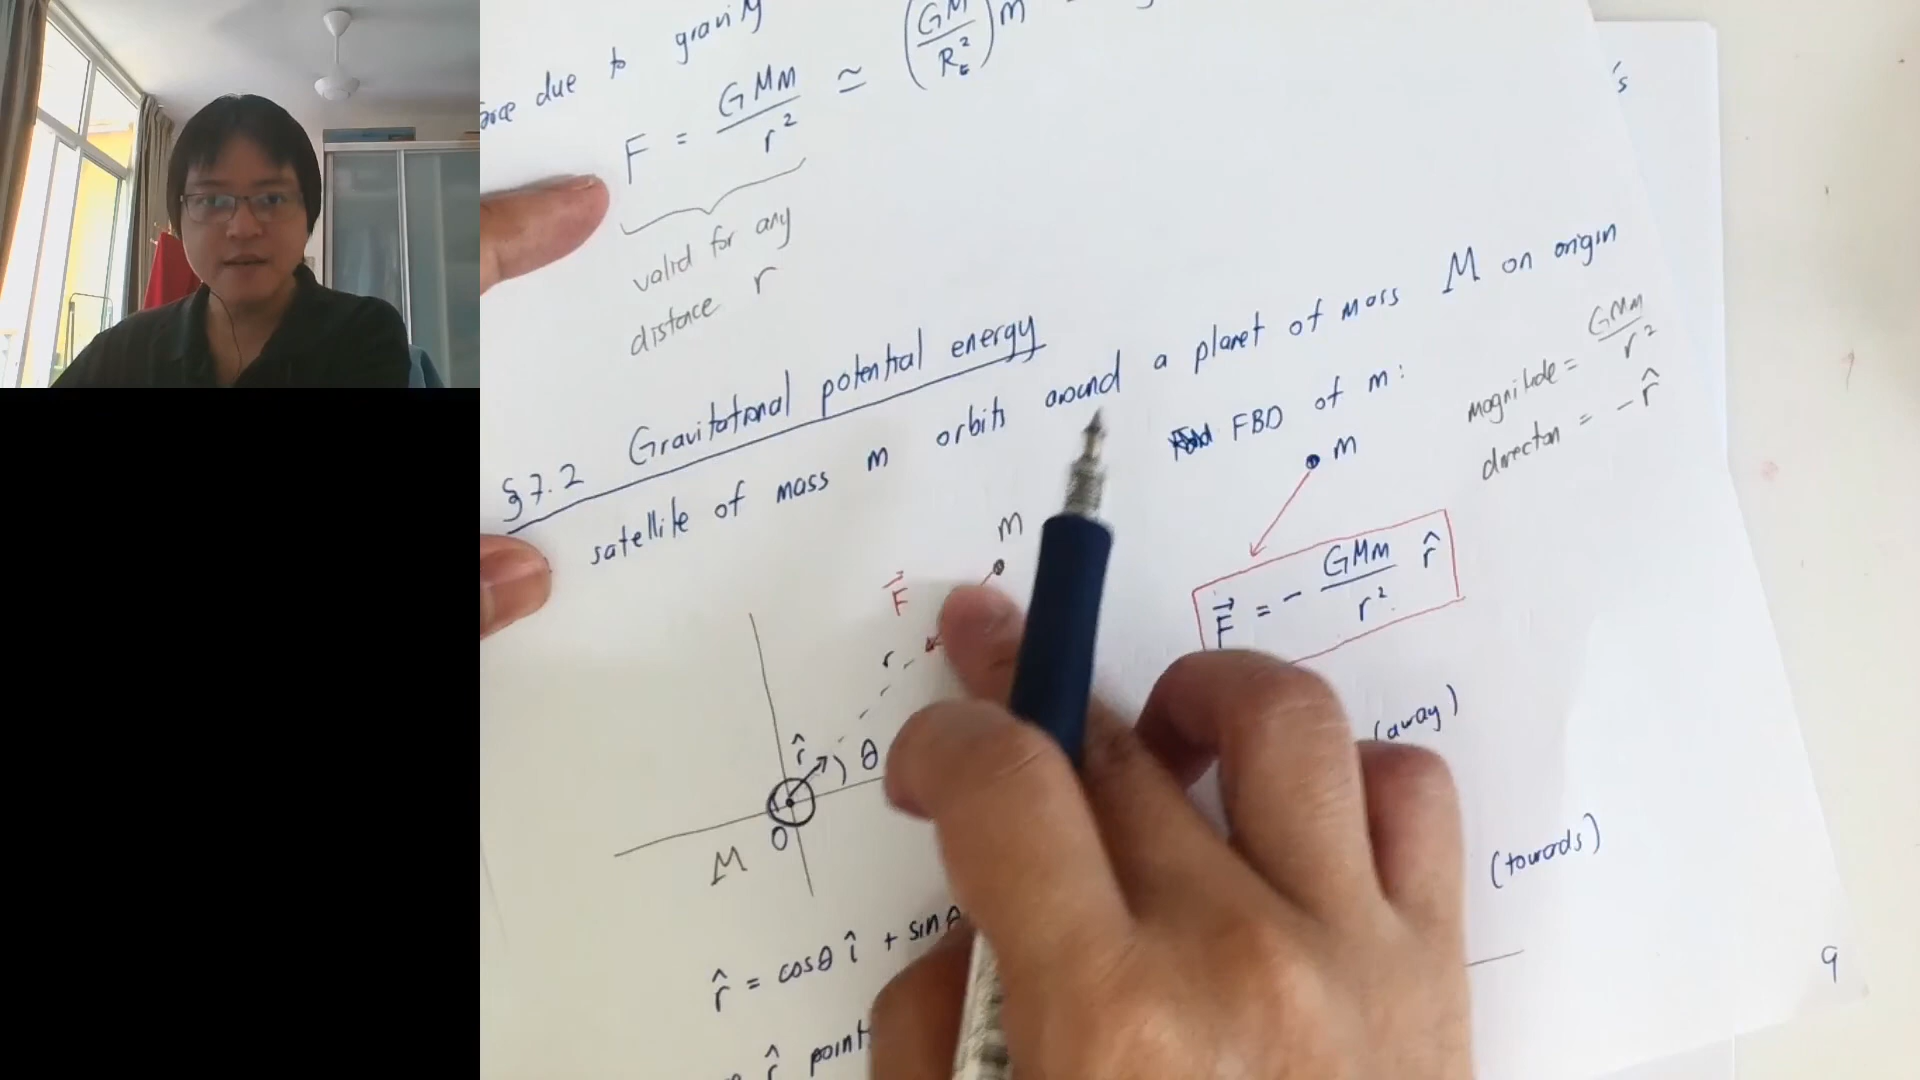 due to gravity
F = GMm/r² ≃ (GM/R_E²) m
's
valid for any
distance r
§7.2 Gravitational potential energy
satellite of mass m orbits around a planet of mass M on origin
FBD of m:
magnitude = GMm/r²
direction = - r̂
m
m
F⃗
F⃗ = - GMm/r² r̂
r
r̂
θ
O
M
(away)
(towards)
r̂ = cosθ î + sin
r̂ point
9